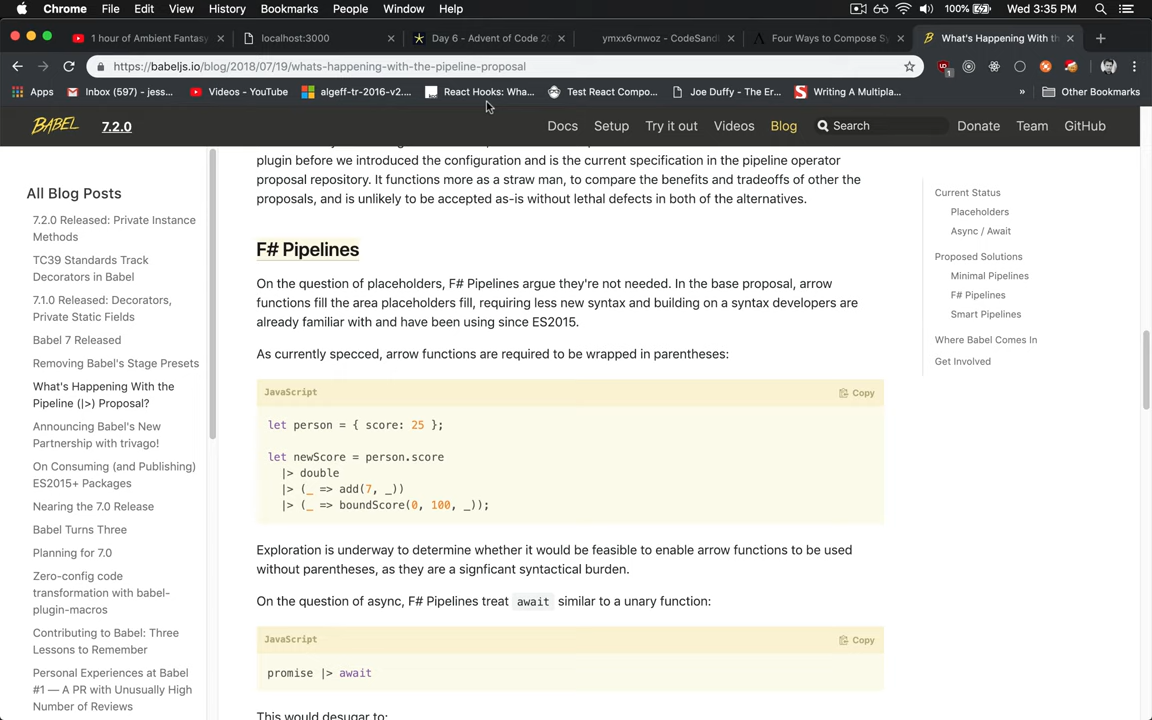 Chrome File Edit View History Bookmarks People Window Help 100% Wed 3:35 PM
1 hour of Ambient Fantasy
localhost:3000
Day 6 - Advent of Code 20
ymxx6vnwoz - CodeSand
Four Ways to Compose Sy
What's Happening With th
https://babeljs.io/blog/2018/07/19/whats-happening-with-the-pipeline-proposal
Apps Inbox (597) - jess... Videos - YouTube algeff-tr-2016-v2... React Hooks: Wha... Test React Compo... Joe Duffy - The Er... Writing A Multipla... » Other Bookmarks
BABEL 7.2.0 Docs Setup Try it out Videos Blog Search Donate Team GitHub
All Blog Posts
7.2.0 Released: Private Instance
Methods
TC39 Standards Track
Decorators in Babel
7.1.0 Released: Decorators,
Private Static Fields
Babel 7 Released
Removing Babel's Stage Presets
What's Happening With the
Pipeline (|>) Proposal?
Announcing Babel's New
Partnership with trivago!
On Consuming (and Publishing)
ES2015+ Packages
Nearing the 7.0 Release
Babel Turns Three
Planning for 7.0
Zero-config code
transformation with babel-
plugin-macros
Contributing to Babel: Three
Lessons to Remember
Personal Experiences at Babel
#1 — A PR with Unusually High
Number of Reviews
plugin before we introduced the configuration and is the current specification in the pipeline operator
proposal repository. It functions more as a straw man, to compare the benefits and tradeoffs of other the
proposals, and is unlikely to be accepted as-is without lethal defects in both of the alternatives.
F# Pipelines
On the question of placeholders, F# Pipelines argue they're not needed. In the base proposal, arrow
functions fill the area placeholders fill, requiring less new syntax and building on a syntax developers are
already familiar with and have been using since ES2015.
As currently specced, arrow functions are required to be wrapped in parentheses:
JavaScript Copy
let person = { score: 25 };
let newScore = person.score
|> double
|> (_ => add(7, _))
|> (_ => boundScore(0, 100, _));
Exploration is underway to determine whether it would be feasible to enable arrow functions to be used
without parentheses, as they are a signficant syntactical burden.
On the question of async, F# Pipelines treat await similar to a unary function:
JavaScript Copy
promise |> await
This would desugar to:
Current Status
Placeholders
Async / Await
Proposed Solutions
Minimal Pipelines
F# Pipelines
Smart Pipelines
Where Babel Comes In
Get Involved